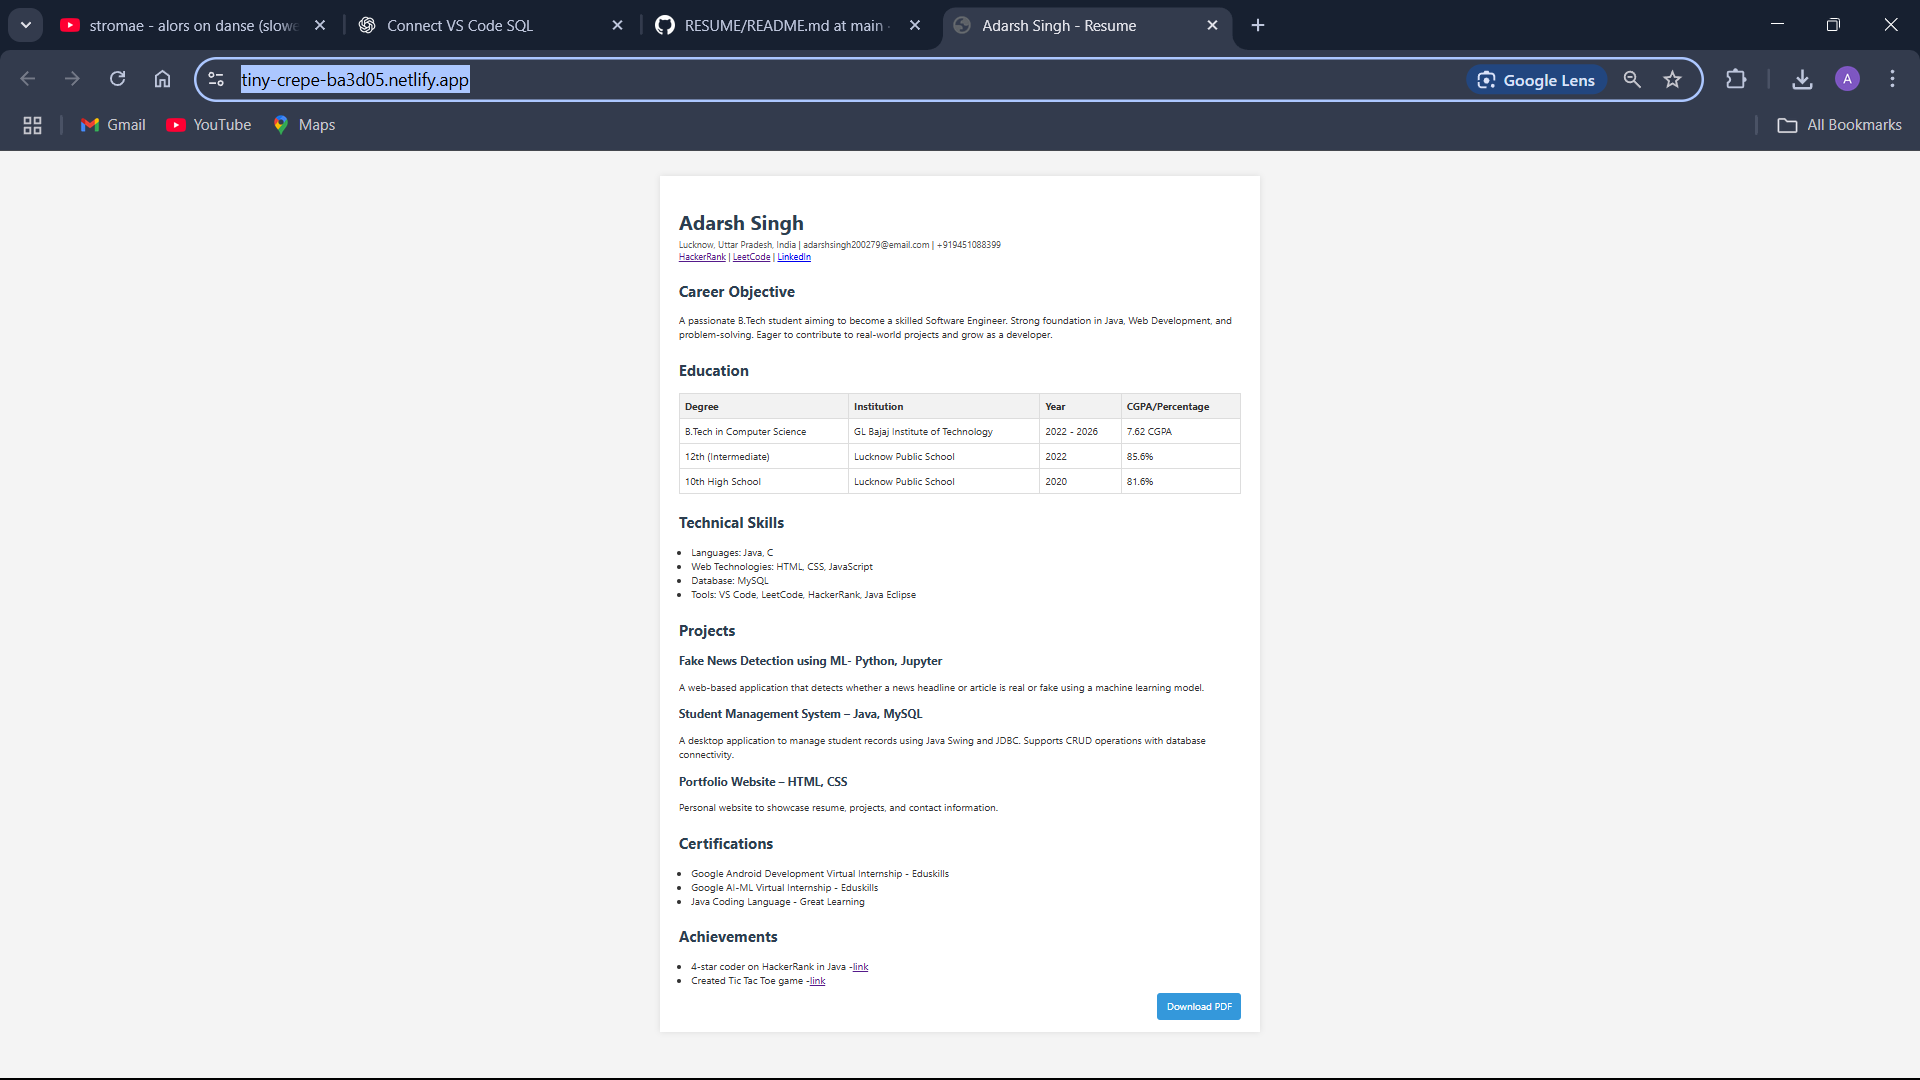 stromae - alors on danse (slowe
Connect VS Code SQL
RESUME/README.md at main ·
Adarsh Singh - Resume
tiny-crepe-ba3d05.netlify.app
Google Lens
A
Gmail
YouTube
Maps
All Bookmarks
Adarsh Singh
Lucknow, Uttar Pradesh, India | adarshsingh200279@email.com | +919451088399
HackerRank | LeetCode | LinkedIn
Career Objective
A passionate B.Tech student aiming to become a skilled Software Engineer. Strong foundation in Java, Web Development, and
problem-solving. Eager to contribute to real-world projects and grow as a developer.
Education
Degree Institution Year CGPA/Percentage
B.Tech in Computer Science GL Bajaj Institute of Technology 2022 - 2026 7.62 CGPA
12th (Intermediate) Lucknow Public School 2022 85.6%
10th High School Lucknow Public School 2020 81.6%
Technical Skills
• Languages: Java, C
• Web Technologies: HTML, CSS, JavaScript
• Database: MySQL
• Tools: VS Code, LeetCode, HackerRank, Java Eclipse
Projects
Fake News Detection using ML- Python, Jupyter
A web-based application that detects whether a news headline or article is real or fake using a machine learning model.
Student Management System – Java, MySQL
A desktop application to manage student records using Java Swing and JDBC. Supports CRUD operations with database
connectivity.
Portfolio Website – HTML, CSS
Personal website to showcase resume, projects, and contact information.
Certifications
• Google Android Development Virtual Internship - Eduskills
• Google AI-ML Virtual Internship - Eduskills
• Java Coding Language - Great Learning
Achievements
• 4-star coder on HackerRank in Java -link
• Created Tic Tac Toe game -link
Download PDF